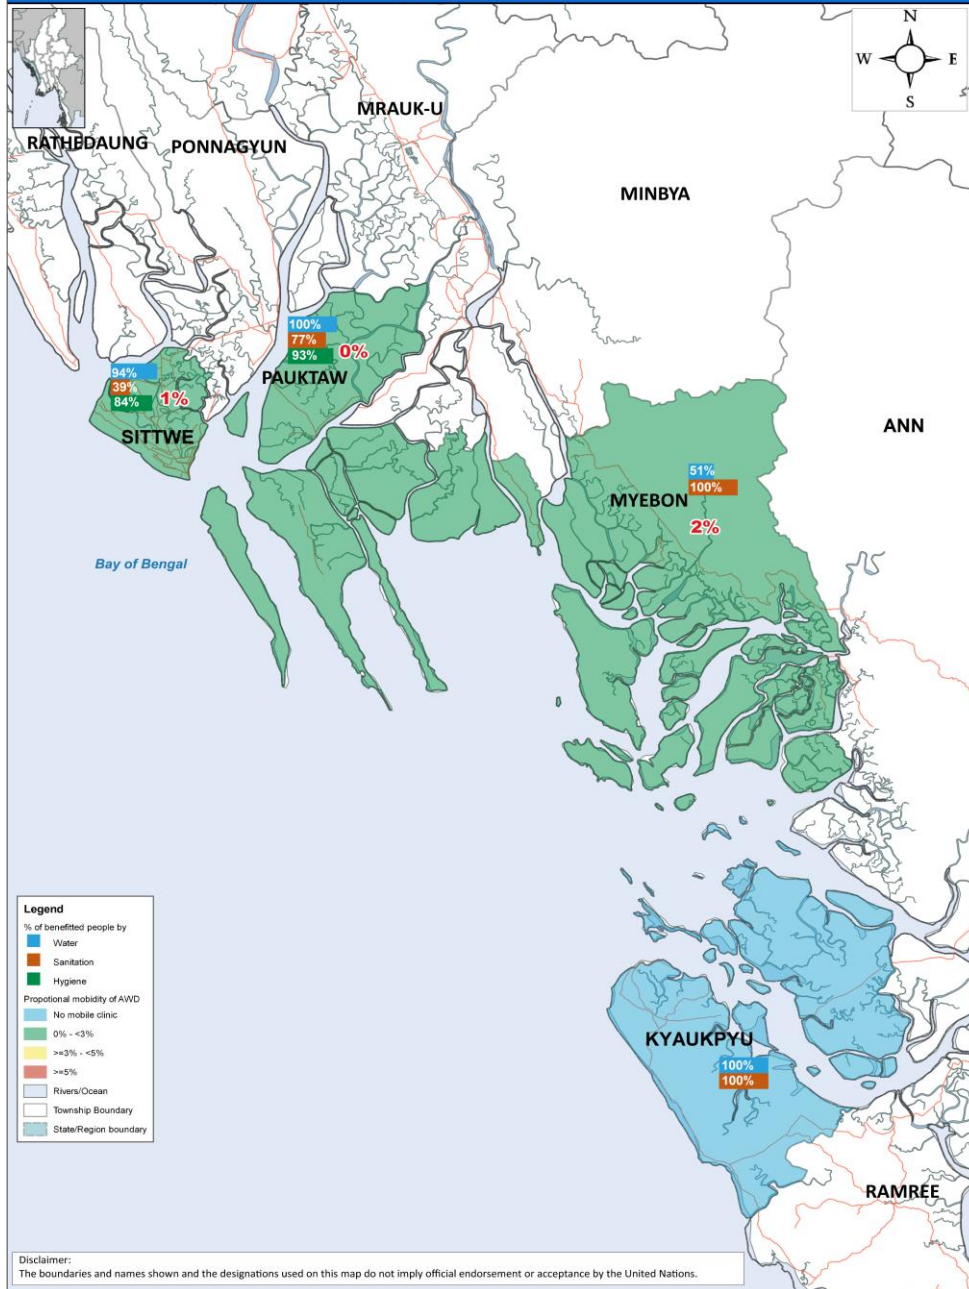 N
W E
S
MRAUK-U
RATHEDAUNG PONNAGYUN
MINBYA
100%
77%
93%
0%
PAUKTAW
94%
39%
84%
1%
SITTWE
ANN
51%
100%
MYEBON
2%
Bay of Bengal
Legend
% of benefitted people by
Water
Sanitation
Hygiene
Propotional mobidity of AWD
No mobile clinic
0% - <3%
>=3% - <5%
>=5%
Rivers/Ocean
Township Boundary
State/Region boundary
KYAUKPYU
100%
100%
RAMREE
Disclaimer:
The boundaries and names shown and the designations used on this map do not imply official endorsement or acceptance by the United Nations.